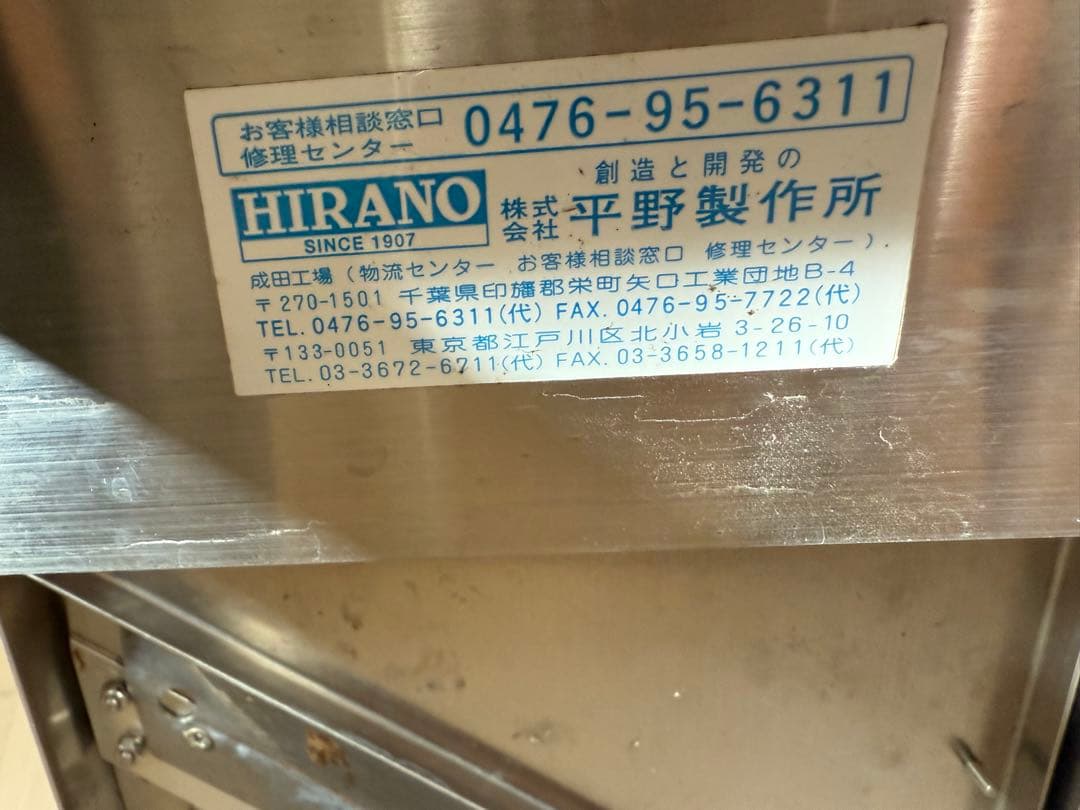 お客様相談窓口
修理センター
0476-95-6311
HIRANO
SINCE 1907
創造と開発の
株式会社 平野製作所
成田工場（物流センター お客様相談窓口 修理センター）
〒270-1501 千葉県印旛郡栄町矢口工業団地B-4
TEL. 0476-95-6311(代) FAX. 0476-95-7722(代)
〒133-0051 東京都江戸川区北小岩 3-26-10
TEL. 03-3672-6711(代) FAX. 03-3658-1211(代)